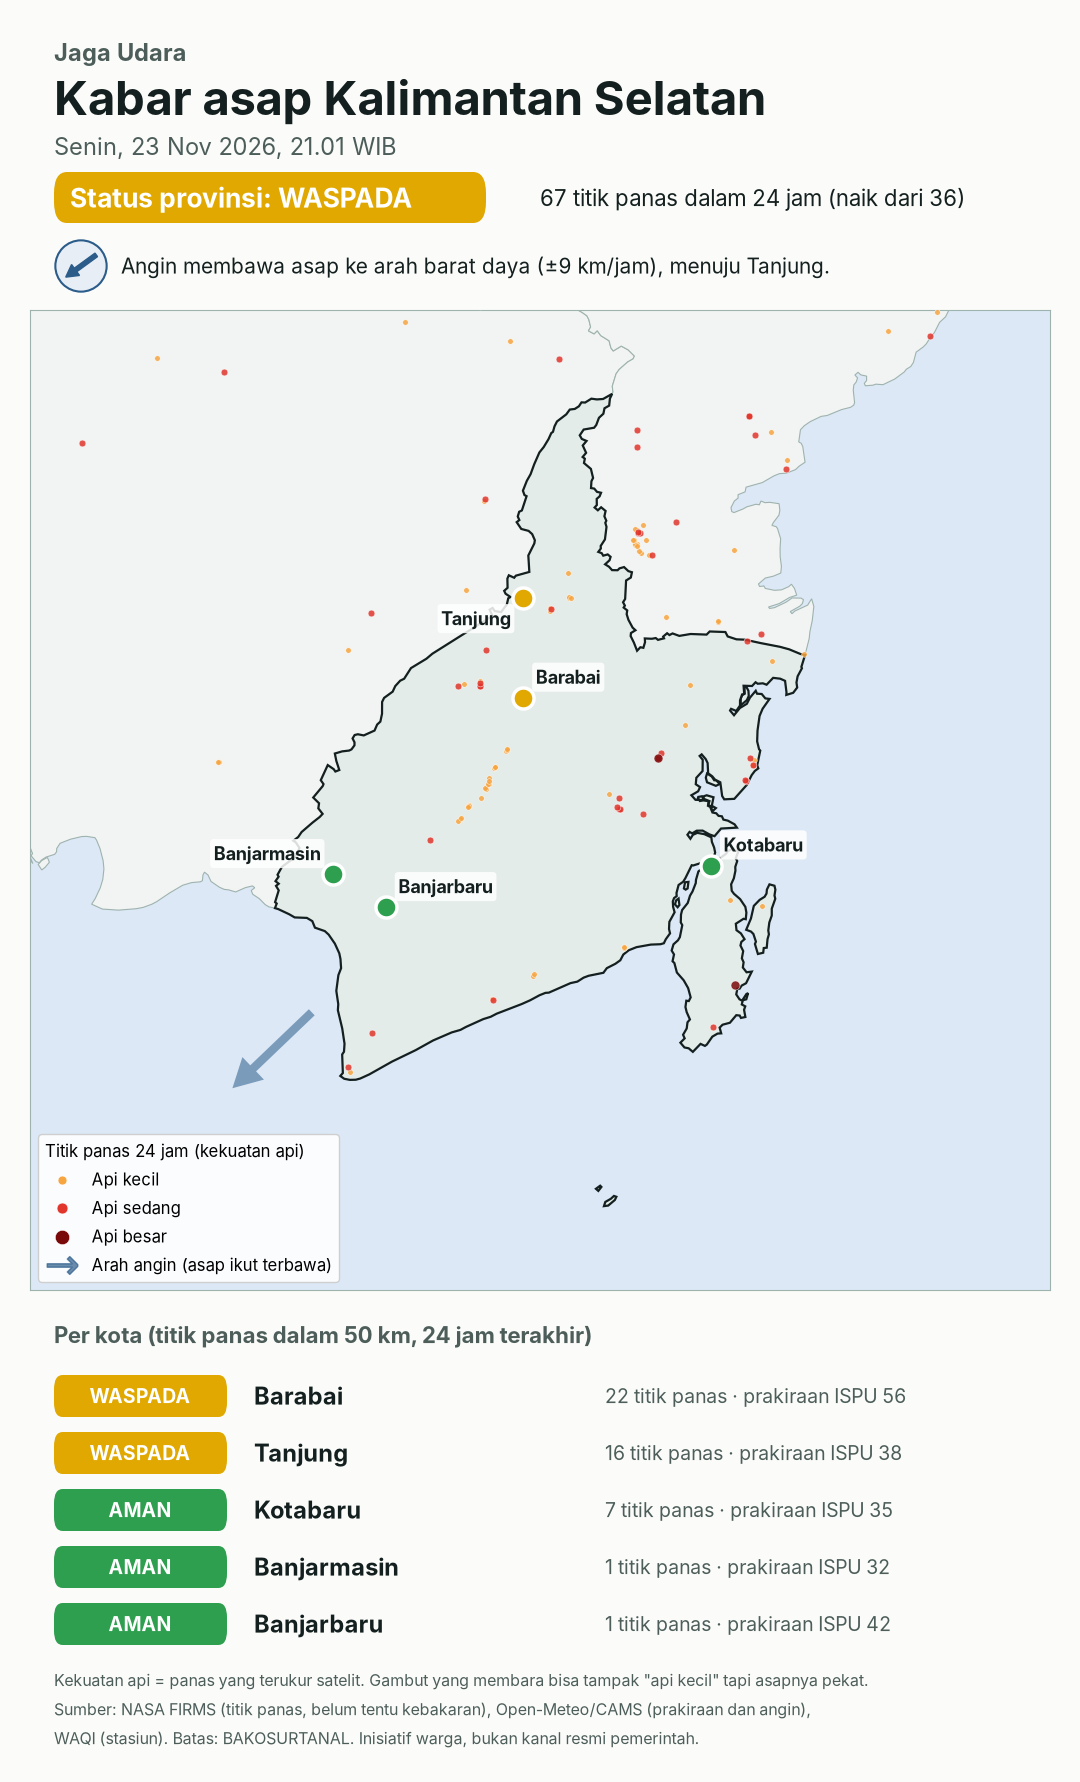 Jaga Udara
Kabar asap Kalimantan Selatan
Senin, 23 Nov 2026, 21.01 WIB
Status provinsi: WASPADA
67 titik panas dalam 24 jam (naik dari 36)
Angin membawa asap ke arah barat daya (±9 km/jam), menuju Tanjung.
Tanjung
Barabai
Kotabaru
Banjarmasin
Banjarbaru
Titik panas 24 jam (kekuatan api)
Api kecil
Api sedang
Api besar
Arah angin (asap ikut terbawa)
Per kota (titik panas dalam 50 km, 24 jam terakhir)
WASPADA Barabai 22 titik panas · prakiraan ISPU 56
WASPADA Tanjung 16 titik panas · prakiraan ISPU 38
AMAN Kotabaru 7 titik panas · prakiraan ISPU 35
AMAN Banjarmasin 1 titik panas · prakiraan ISPU 32
AMAN Banjarbaru 1 titik panas · prakiraan ISPU 42
Kekuatan api = panas yang terukur satelit. Gambut yang membara bisa tampak "api kecil" tapi asapnya pekat.
Sumber: NASA FIRMS (titik panas, belum tentu kebakaran), Open-Meteo/CAMS (prakiraan dan angin),
WAQI (stasiun). Batas: BAKOSURTANAL. Inisiatif warga, bukan kanal resmi pemerintah.